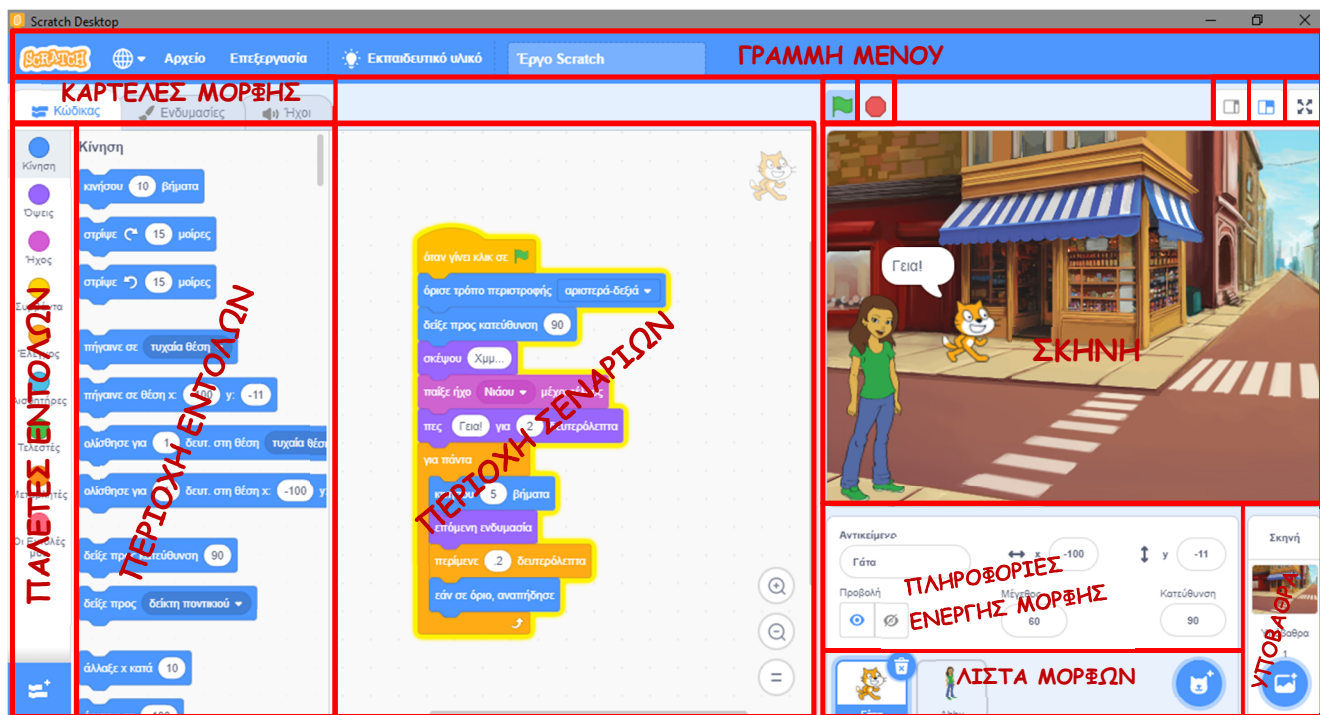 Scratch Desktop
SCRATCH
Αρχείο
Επεξεργασία
Εκπαιδευτικό υλικό
Έργο Scratch
ΓΡΑΜΜΗ ΜΕΝΟΥ
ΚΑΡΤΕΛΕΣ ΜΟΡΦΗΣ
Κώδικας
Ενδυμασίες
Ήχοι
ΠΑΛΕΤΕΣ ΕΝΤΟΛΩΝ
Κίνηση
Όψεις
Ήχος
Τελεστές
ΠΕΡΙΟΧΗ ΕΝΤΟΛΩΝ
Κίνηση
κινήσου 10 βήματα
στρίψε 15 μοίρες
στρίψε 15 μοίρες
πήγαινε σε τυχαία θέση
πήγαινε σε θέση x: y: -11
ολίσθησε για 1 δευτ. στη θέση τυχαία
ολίσθησε για δευτ. στη θέση x: -100 y:
δείξε 90
δείξε προς δείκτη ποντικιού
άλλαξε x κατά 10
ΠΕΡΙΟΧΗ ΣΕΝΑΡΙΩΝ
όταν γίνει κλικ σε
όρισε τρόπο περιστροφής αριστερά-δεξιά
δείξε προς κατεύθυνση 90
σκέψου Χμμ...
παίξε ήχο Νιάου
πες Γεια! για 2 δευτερόλεπτα
για πάντα
5 βήματα
επόμενη ενδυμασία
περίμενε .2 δευτερόλεπτα
εάν σε όριο, αναπήδησε
Γεια!
ΣΚΗΝΗ
Αντικείμενο
Γάτα
x -100
y -11
Προβολή
Μέγεθος
60
Κατεύθυνση
90
ΠΛΗΡΟΦΟΡΙΕΣ
ΕΝΕΡΓΗΣ ΜΟΡΦΗΣ
ΛΙΣΤΑ ΜΟΡΦΩΝ
Γάτα
Abby
Σκηνή
1
ΥΠΟΒΑΘΡΑ